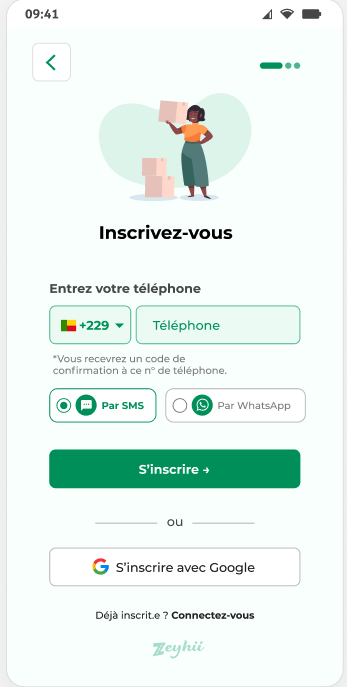 09:41
Inscrivez-vous
Entrez votre téléphone
+229 Téléphone
*Vous recevrez un code de
confirmation à ce n° de téléphone.
Par SMS Par WhatsApp
S’inscrire →
ou
S’inscrire avec Google
Déjà inscrit.e ? Connectez-vous
Zeyhii